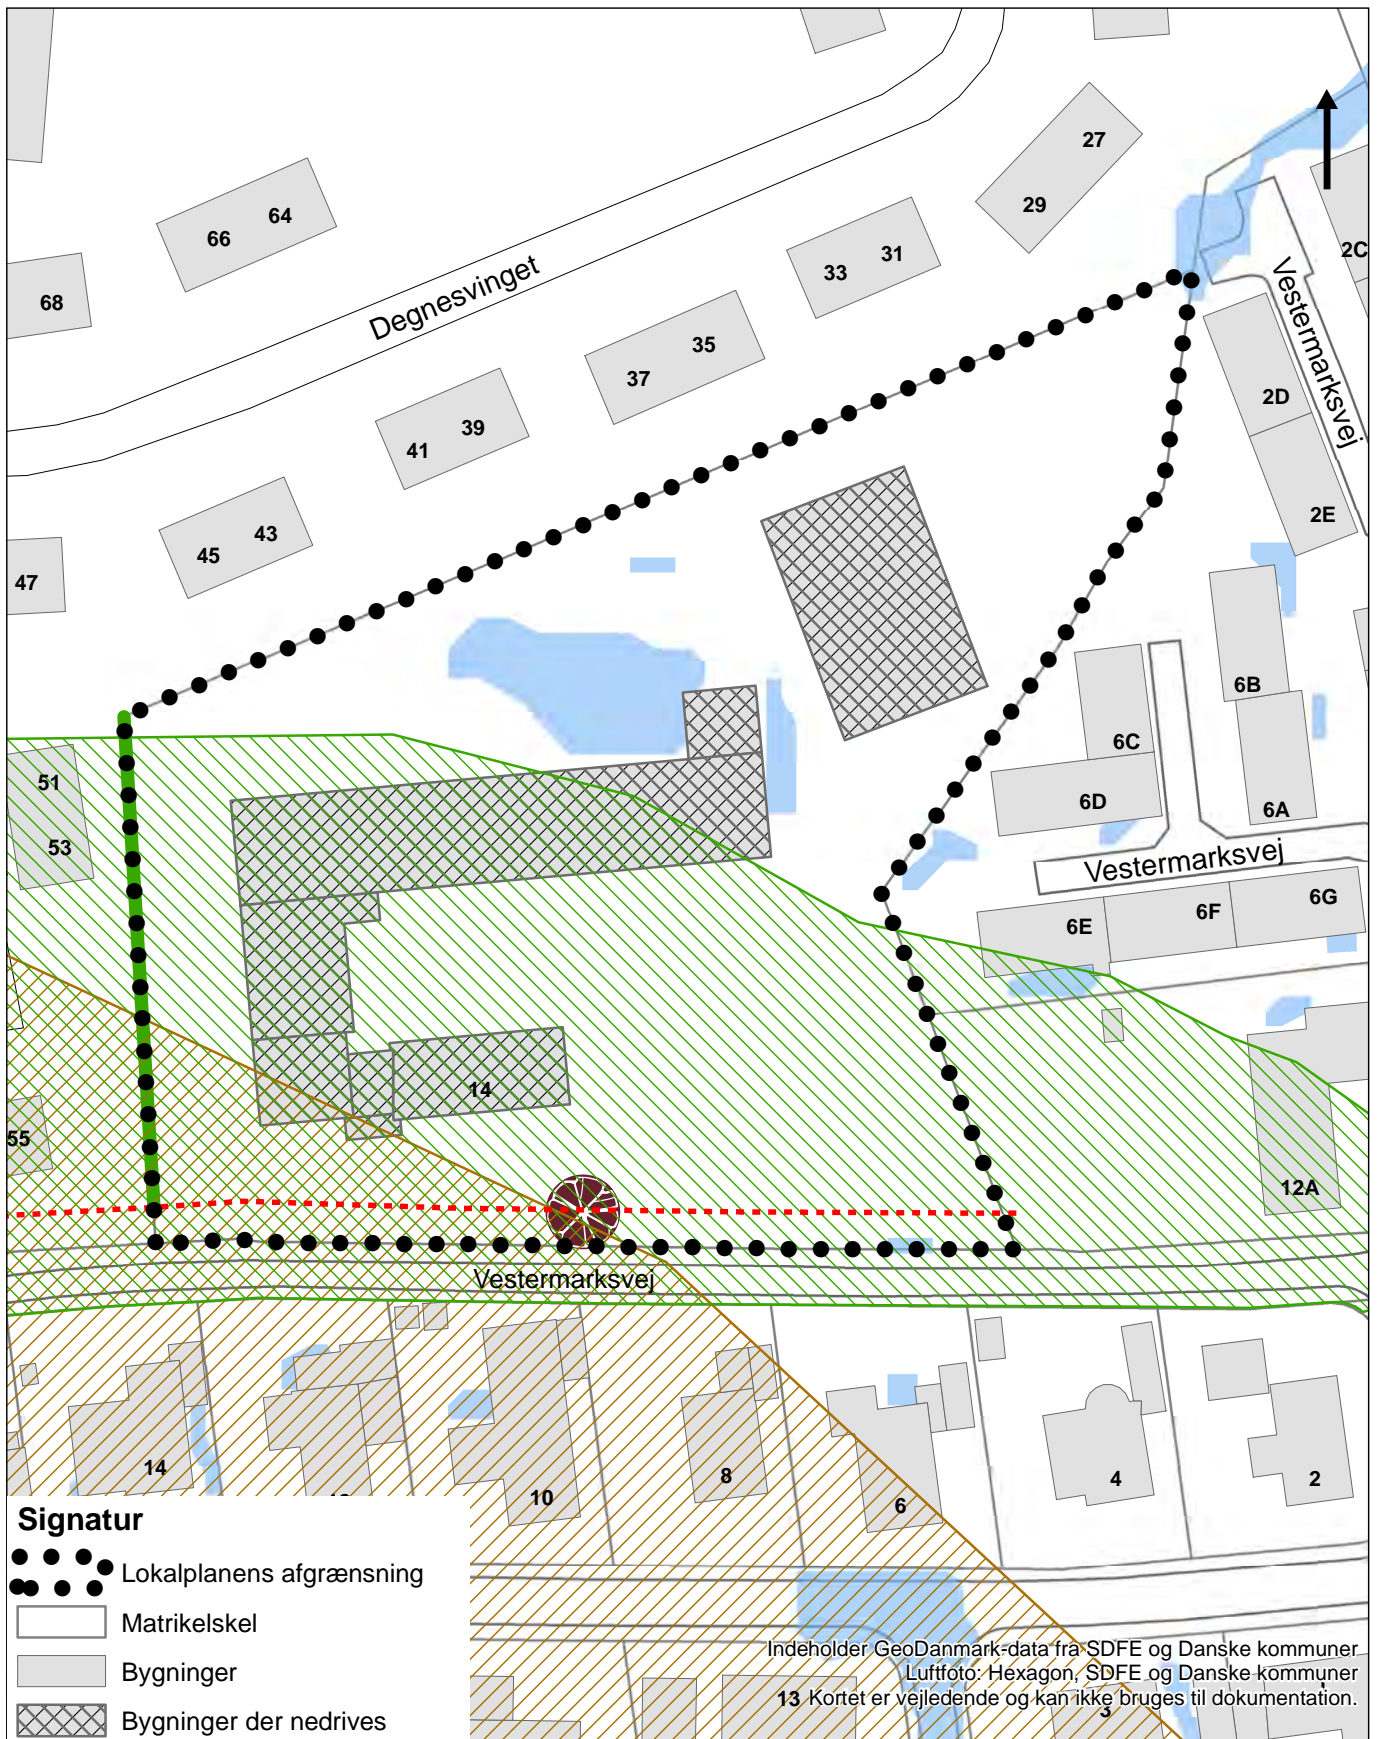 27
29
64
66
31
33
2C
68
Degnesvinget
Vestermarksvej
35
37
2D
39
41
2E
43
45
47
6B
6C
51
6D
6A
53
Vestermarksvej
6G
6F
6E
14
55
12A
Vestermarksvej
14
10
8
6
4
2
Signatur
Lokalplanens afgrænsning
Matrikelskel
Bygninger
Bygninger der nedrives
Indeholder GeoDanmark-data fra SDFE og Danske kommuner
Luftfoto: Hexagon, SDFE og Danske kommuner
13 Kortet er vejledende og kan ikke bruges til dokumentation.
3